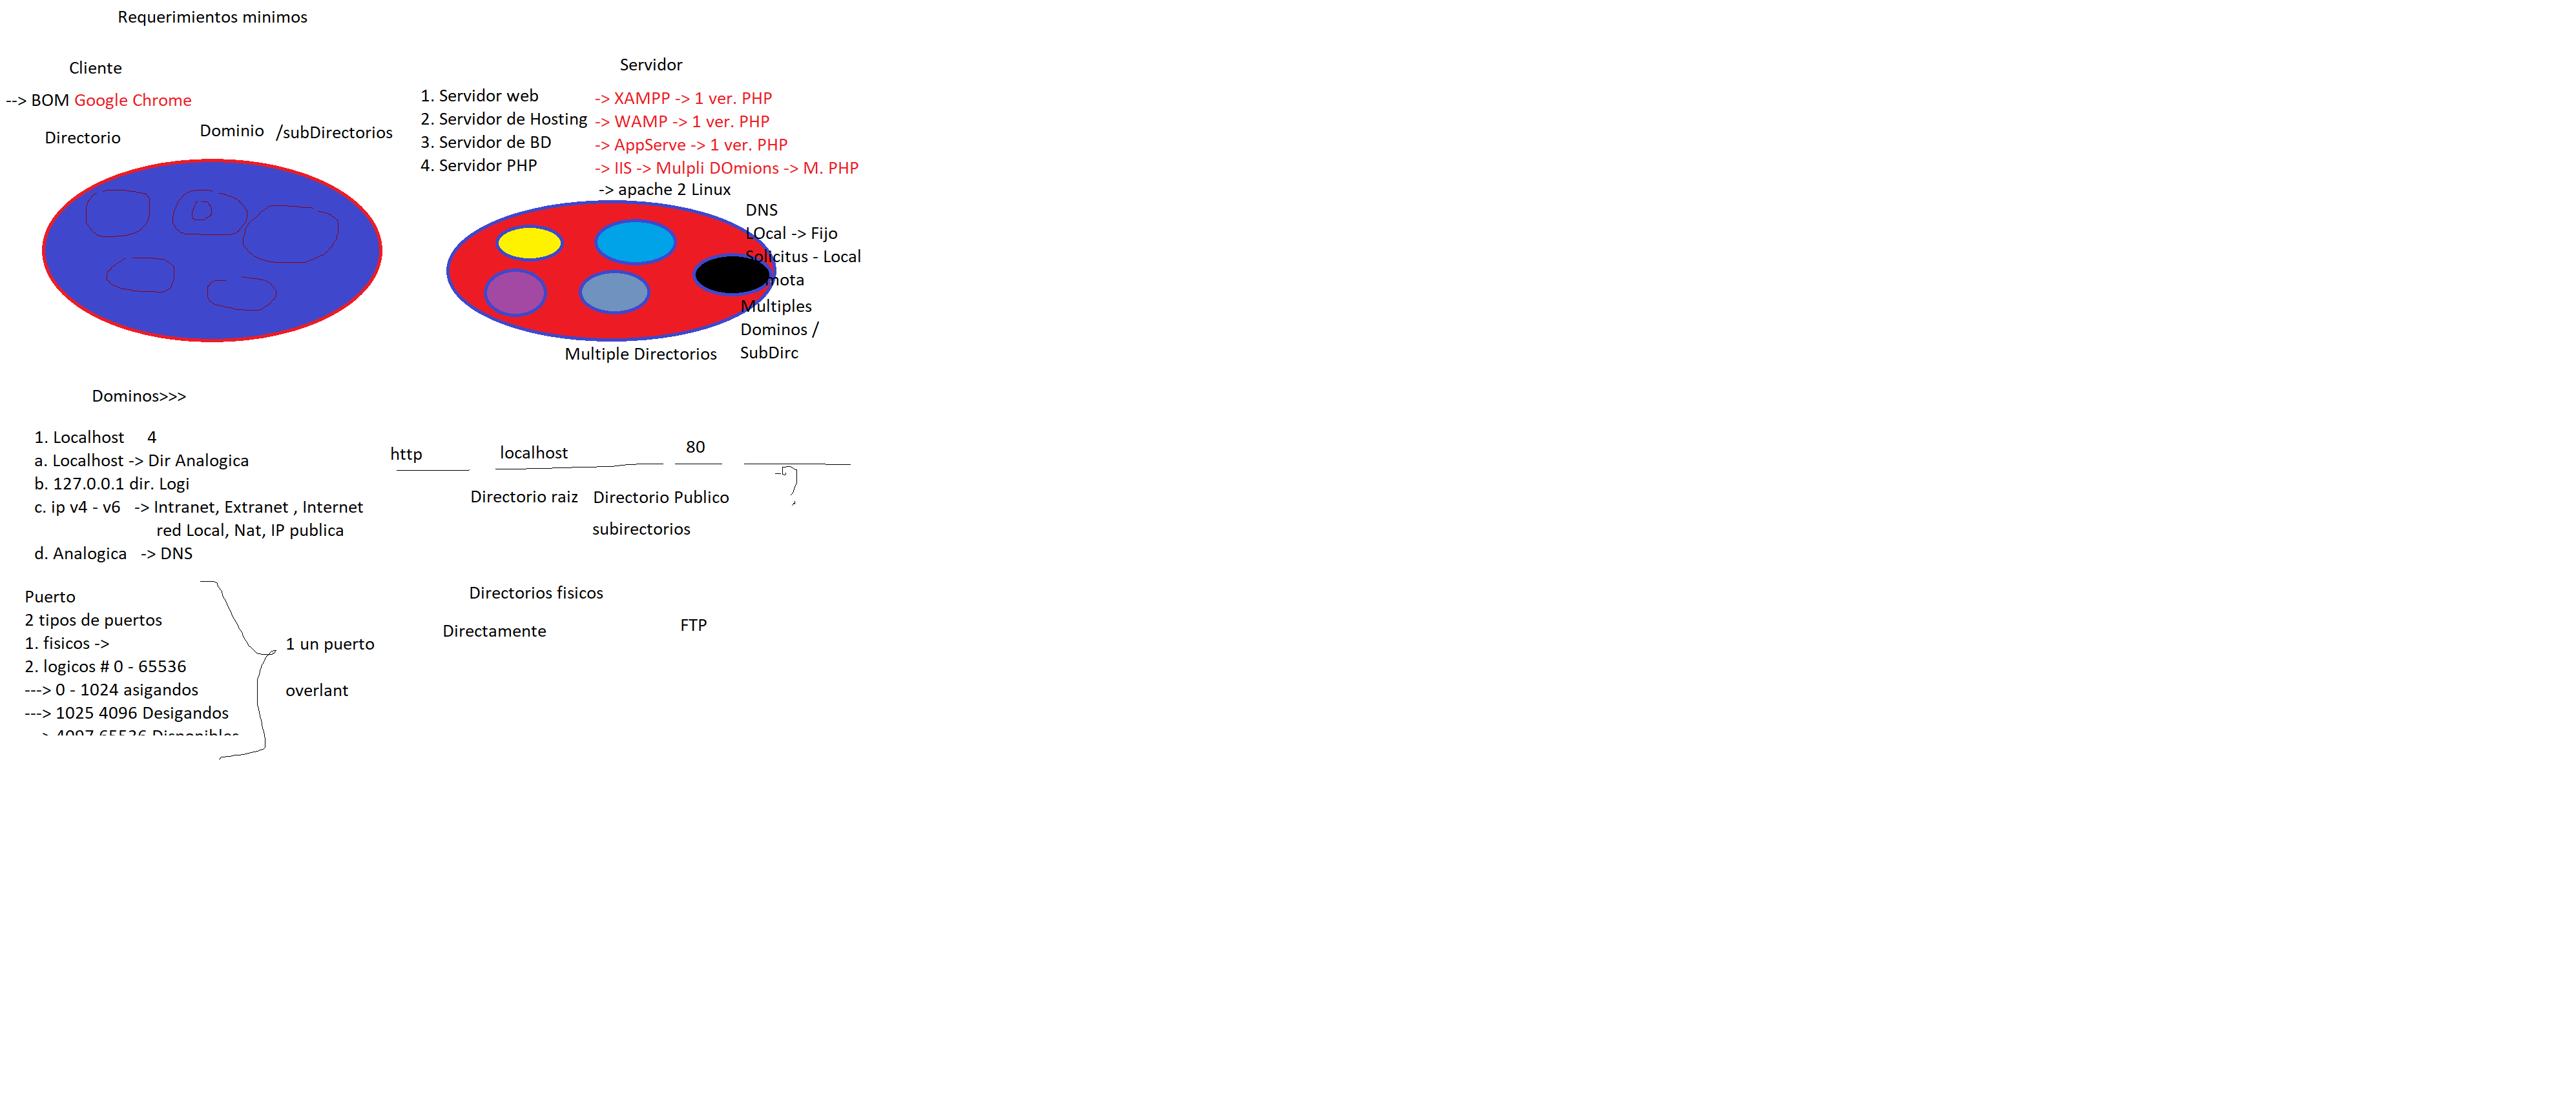 Requerimientos minimos
Cliente
--> BOM Google Chrome
Directorio
Dominio /subDirectorios
Servidor
1. Servidor web
2. Servidor de Hosting
3. Servidor de BD
4. Servidor PHP
-> XAMPP -> 1 ver. PHP
-> WAMP -> 1 ver. PHP
-> AppServe -> 1 ver. PHP
-> IIS -> Mulpli DOmions -> M. PHP
-> apache 2 Linux
DNS
LOcal -> Fijo
Solicitus - Local
mota
Multiples
Dominos /
SubDirc
Multiple Directorios
Dominos>>>
1. Localhost 4
a. Localhost -> Dir Analogica
b. 127.0.0.1 dir. Logi
c. ip v4 - v6 -> Intranet, Extranet , Internet
red Local, Nat, IP publica
d. Analogica -> DNS
http localhost 80
Directorio raiz Directorio Publico
subirectorios
Puerto
2 tipos de puertos
1. fisicos ->
2. logicos # 0 - 65536
---> 0 - 1024 asigandos
---> 1025 4096 Desigandos
-> 4097 65536 Disponibles
1 un puerto
overlant
Directorios fisicos
Directamente
FTP